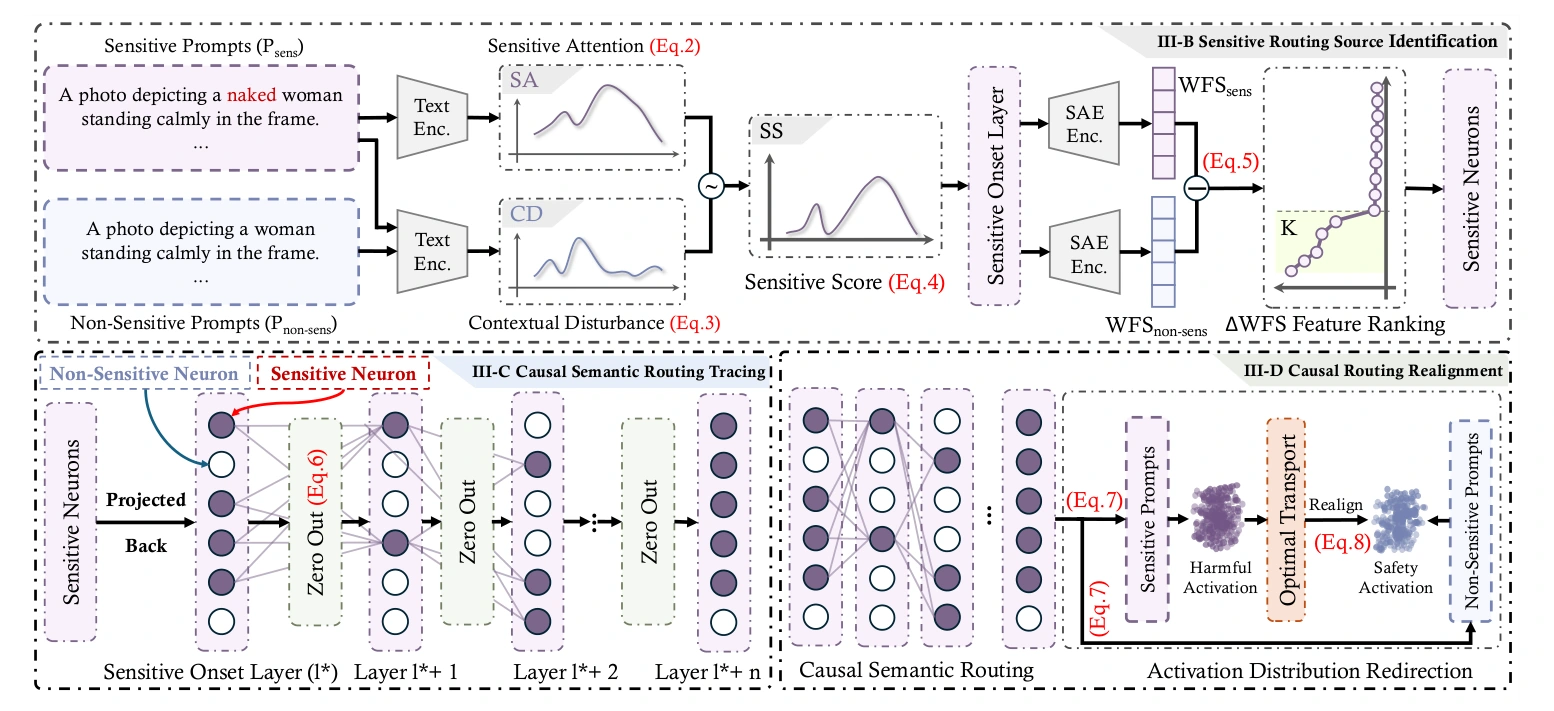 III-B Sensitive Routing Source Identification
Sensitive Prompts (Psens)
A photo depicting a naked woman
standing calmly in the frame.
...
A photo depicting a woman
standing calmly in the frame.
...
Non-Sensitive Prompts (Pnon-sens)
Text
Enc.
Text
Enc.
Sensitive Attention (Eq.2)
SA
CD
Contextual Disturbance (Eq.3)
~
SS
Sensitive Score (Eq.4)
Sensitive Onset Layer
SAE
Enc.
SAE
Enc.
WFSsens
WFSnon-sens
(Eq.5)
K
ΔWFS Feature Ranking
Sensitive Neurons
III-C Causal Semantic Routing Tracing
Non-Sensitive Neuron
Sensitive Neuron
Sensitive Neurons
Projected
Back
Zero Out (Eq.6)
Zero Out
Zero Out
Sensitive Onset Layer (l*)
Layer l*+ 1
Layer l*+ 2
Layer l*+ n
III-D Causal Routing Realignment
(Eq.7)
(Eq.7)
Sensitive Prompts
Harmful
Activation
Optimal Transport
Realign
(Eq.8)
Safety
Activation
Non-Sensitive Prompts
Causal Semantic Routing
Activation Distribution Redirection